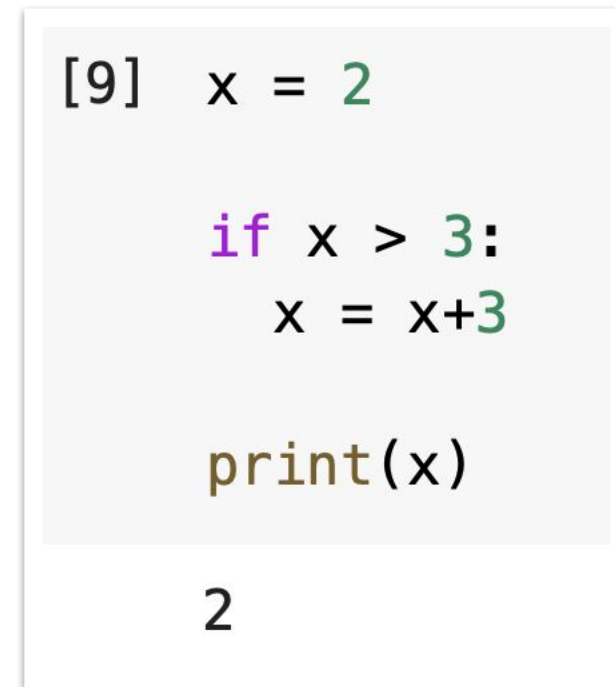 [9] x = 2
if x > 3:
x = x+3
print(x)
2